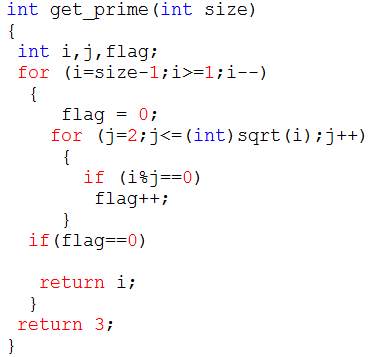 int get_prime(int size)
{
int i,j,flag;
for (i=size-1;i>=1;i--)
{
flag = 0;
for (j=2;j<=(int)sqrt(i);j++)
{
if (i%j==0)
flag++;
}
if(flag==0)
return i;
}
return 3;
}